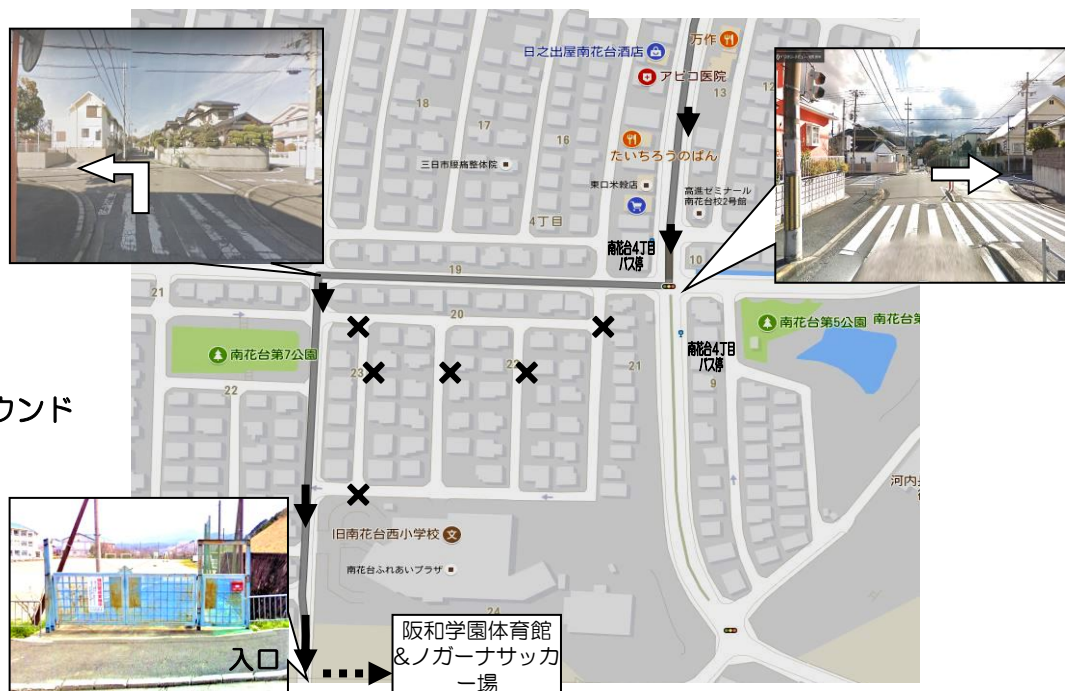 日之出屋南花台酒店
万作
アビコ医院
13
12
18
17
16
たいちろうのぱん
三日市腰痛整体院
東口米穀店
高進ゼミナール
南花台校2号館
4丁目
南花台4丁目
バス停
10
19
21
20
南花台第5公園
南花台第
南花台第7公園
南花台4丁目
バス停
23
22
21
9
22
ウンド
河内長
旧南花台西小学校
文
南花台ふれあいプラザ
24
入口
阪和学園体育館
&ノガーナサッカ
ー場